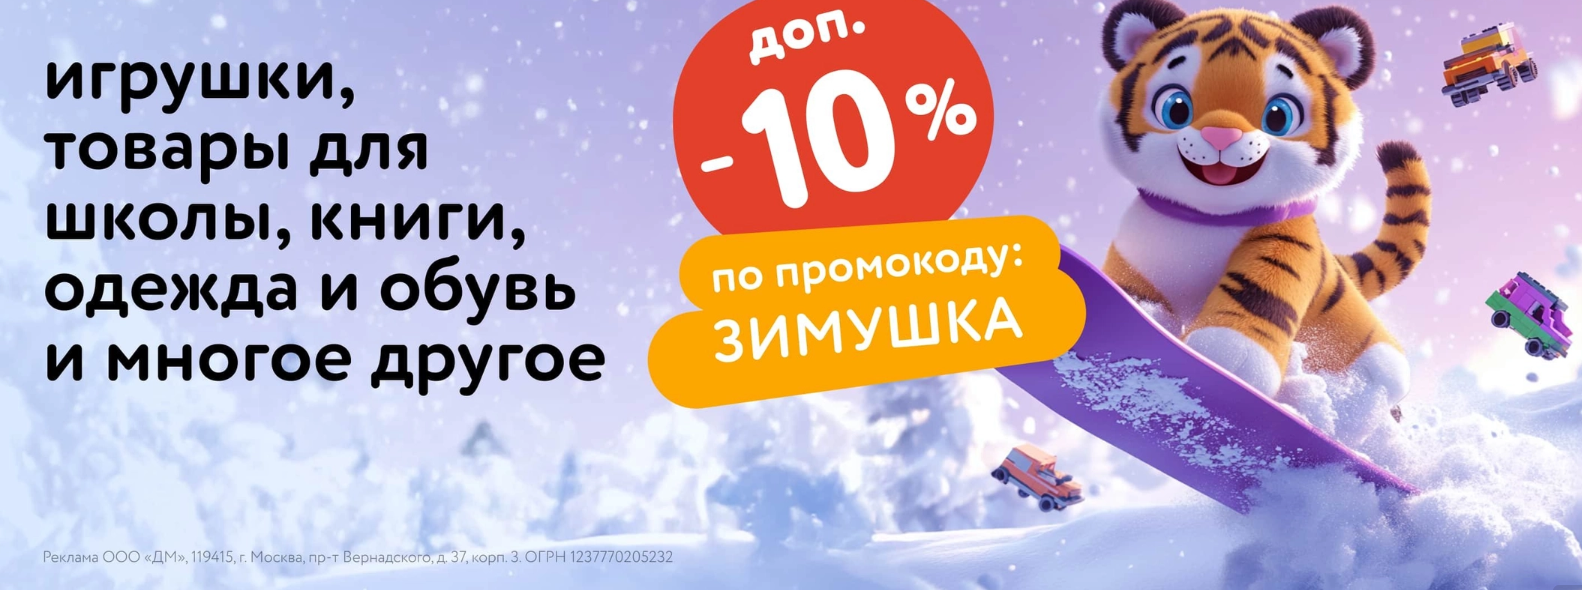 игрушки,
товары для
школы, книги,
одежда и обувь
и многое другое
доп.
-10%
по промокоду:
ЗИМУШКА
Реклама ООО «ДМ», 119415, г. Москва, пр-т Вернадского, д. 37, корп. 3. ОГРН 1237770205232